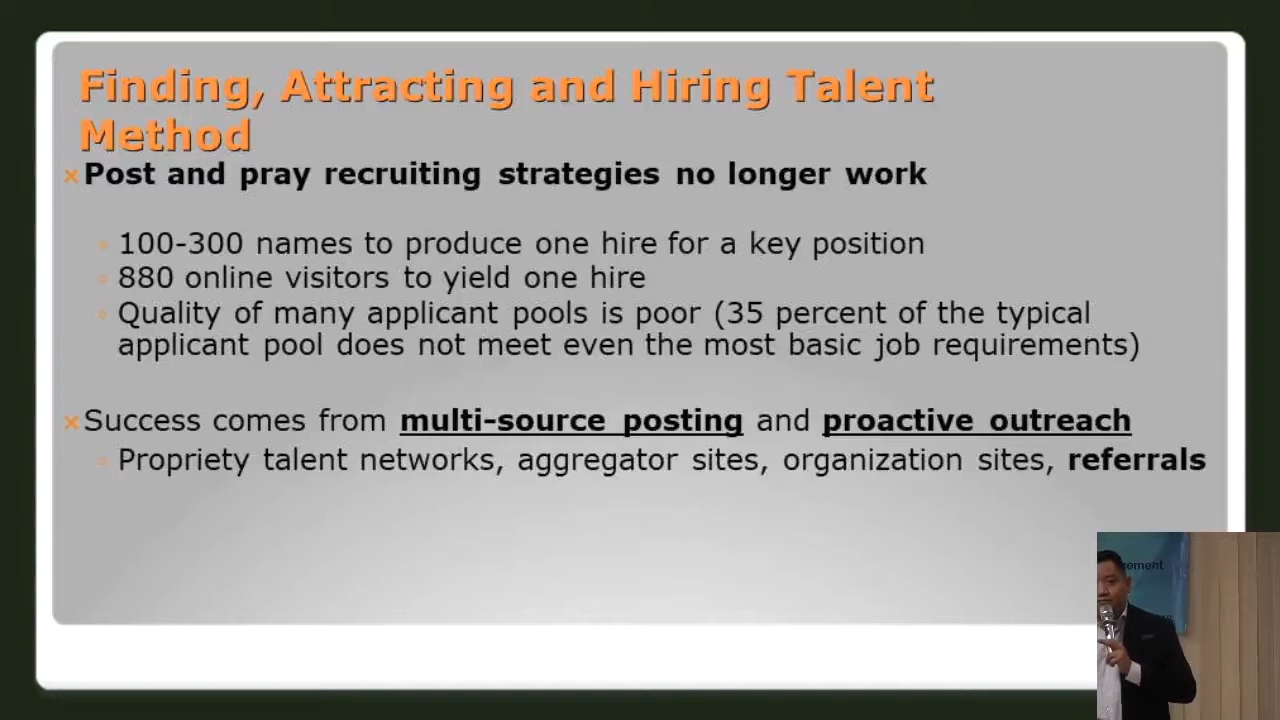 Finding, Attracting and Hiring Talent
Method
Post and pray recruiting strategies no longer work
100-300 names to produce one hire for a key position
880 online visitors to yield one hire
Quality of many applicant pools is poor (35 percent of the typical
applicant pool does not meet even the most basic job requirements)
Success comes from multi-source posting and proactive outreach
Propriety talent networks, aggregator sites, organization sites, referrals